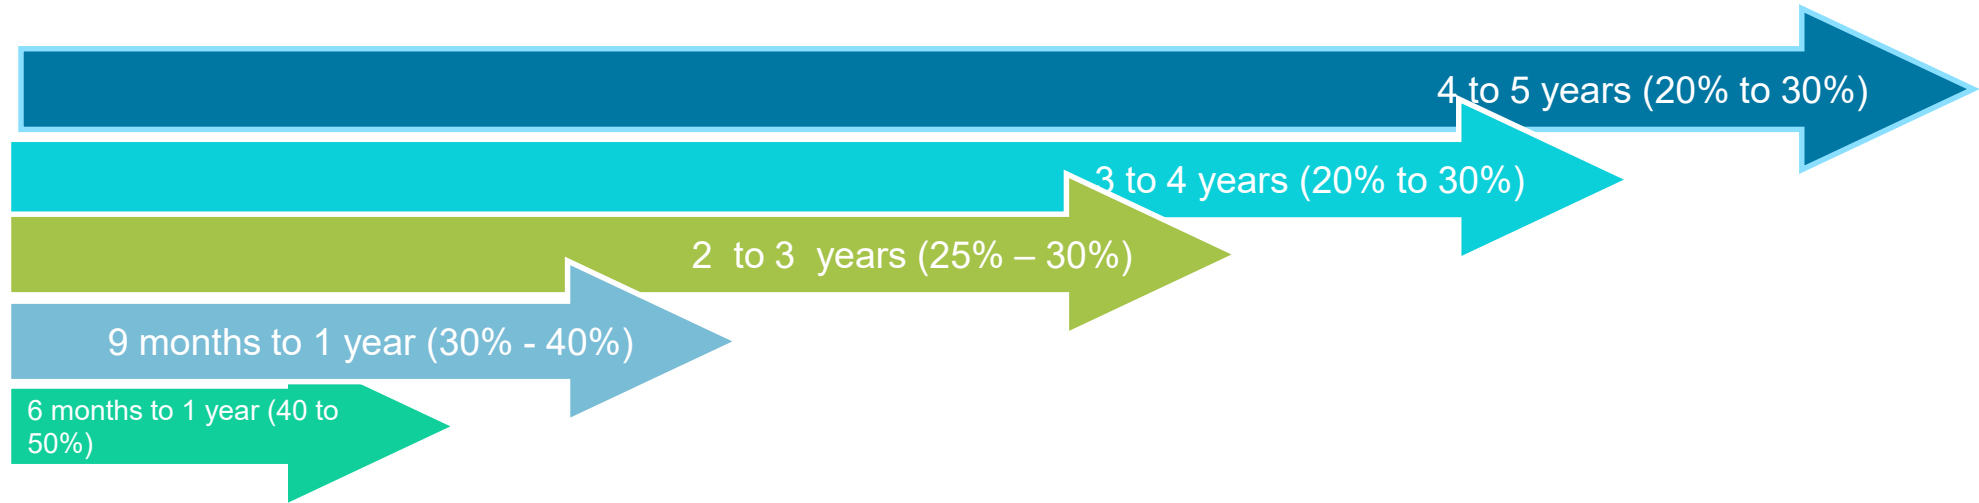 4 to 5 years (20% to 30%)
3 to 4 years (20% to 30%)
2  to 3  years (25% – 30%)
9 months to 1 year (30% - 40%)
6 months to 1 year (40 to
50%)